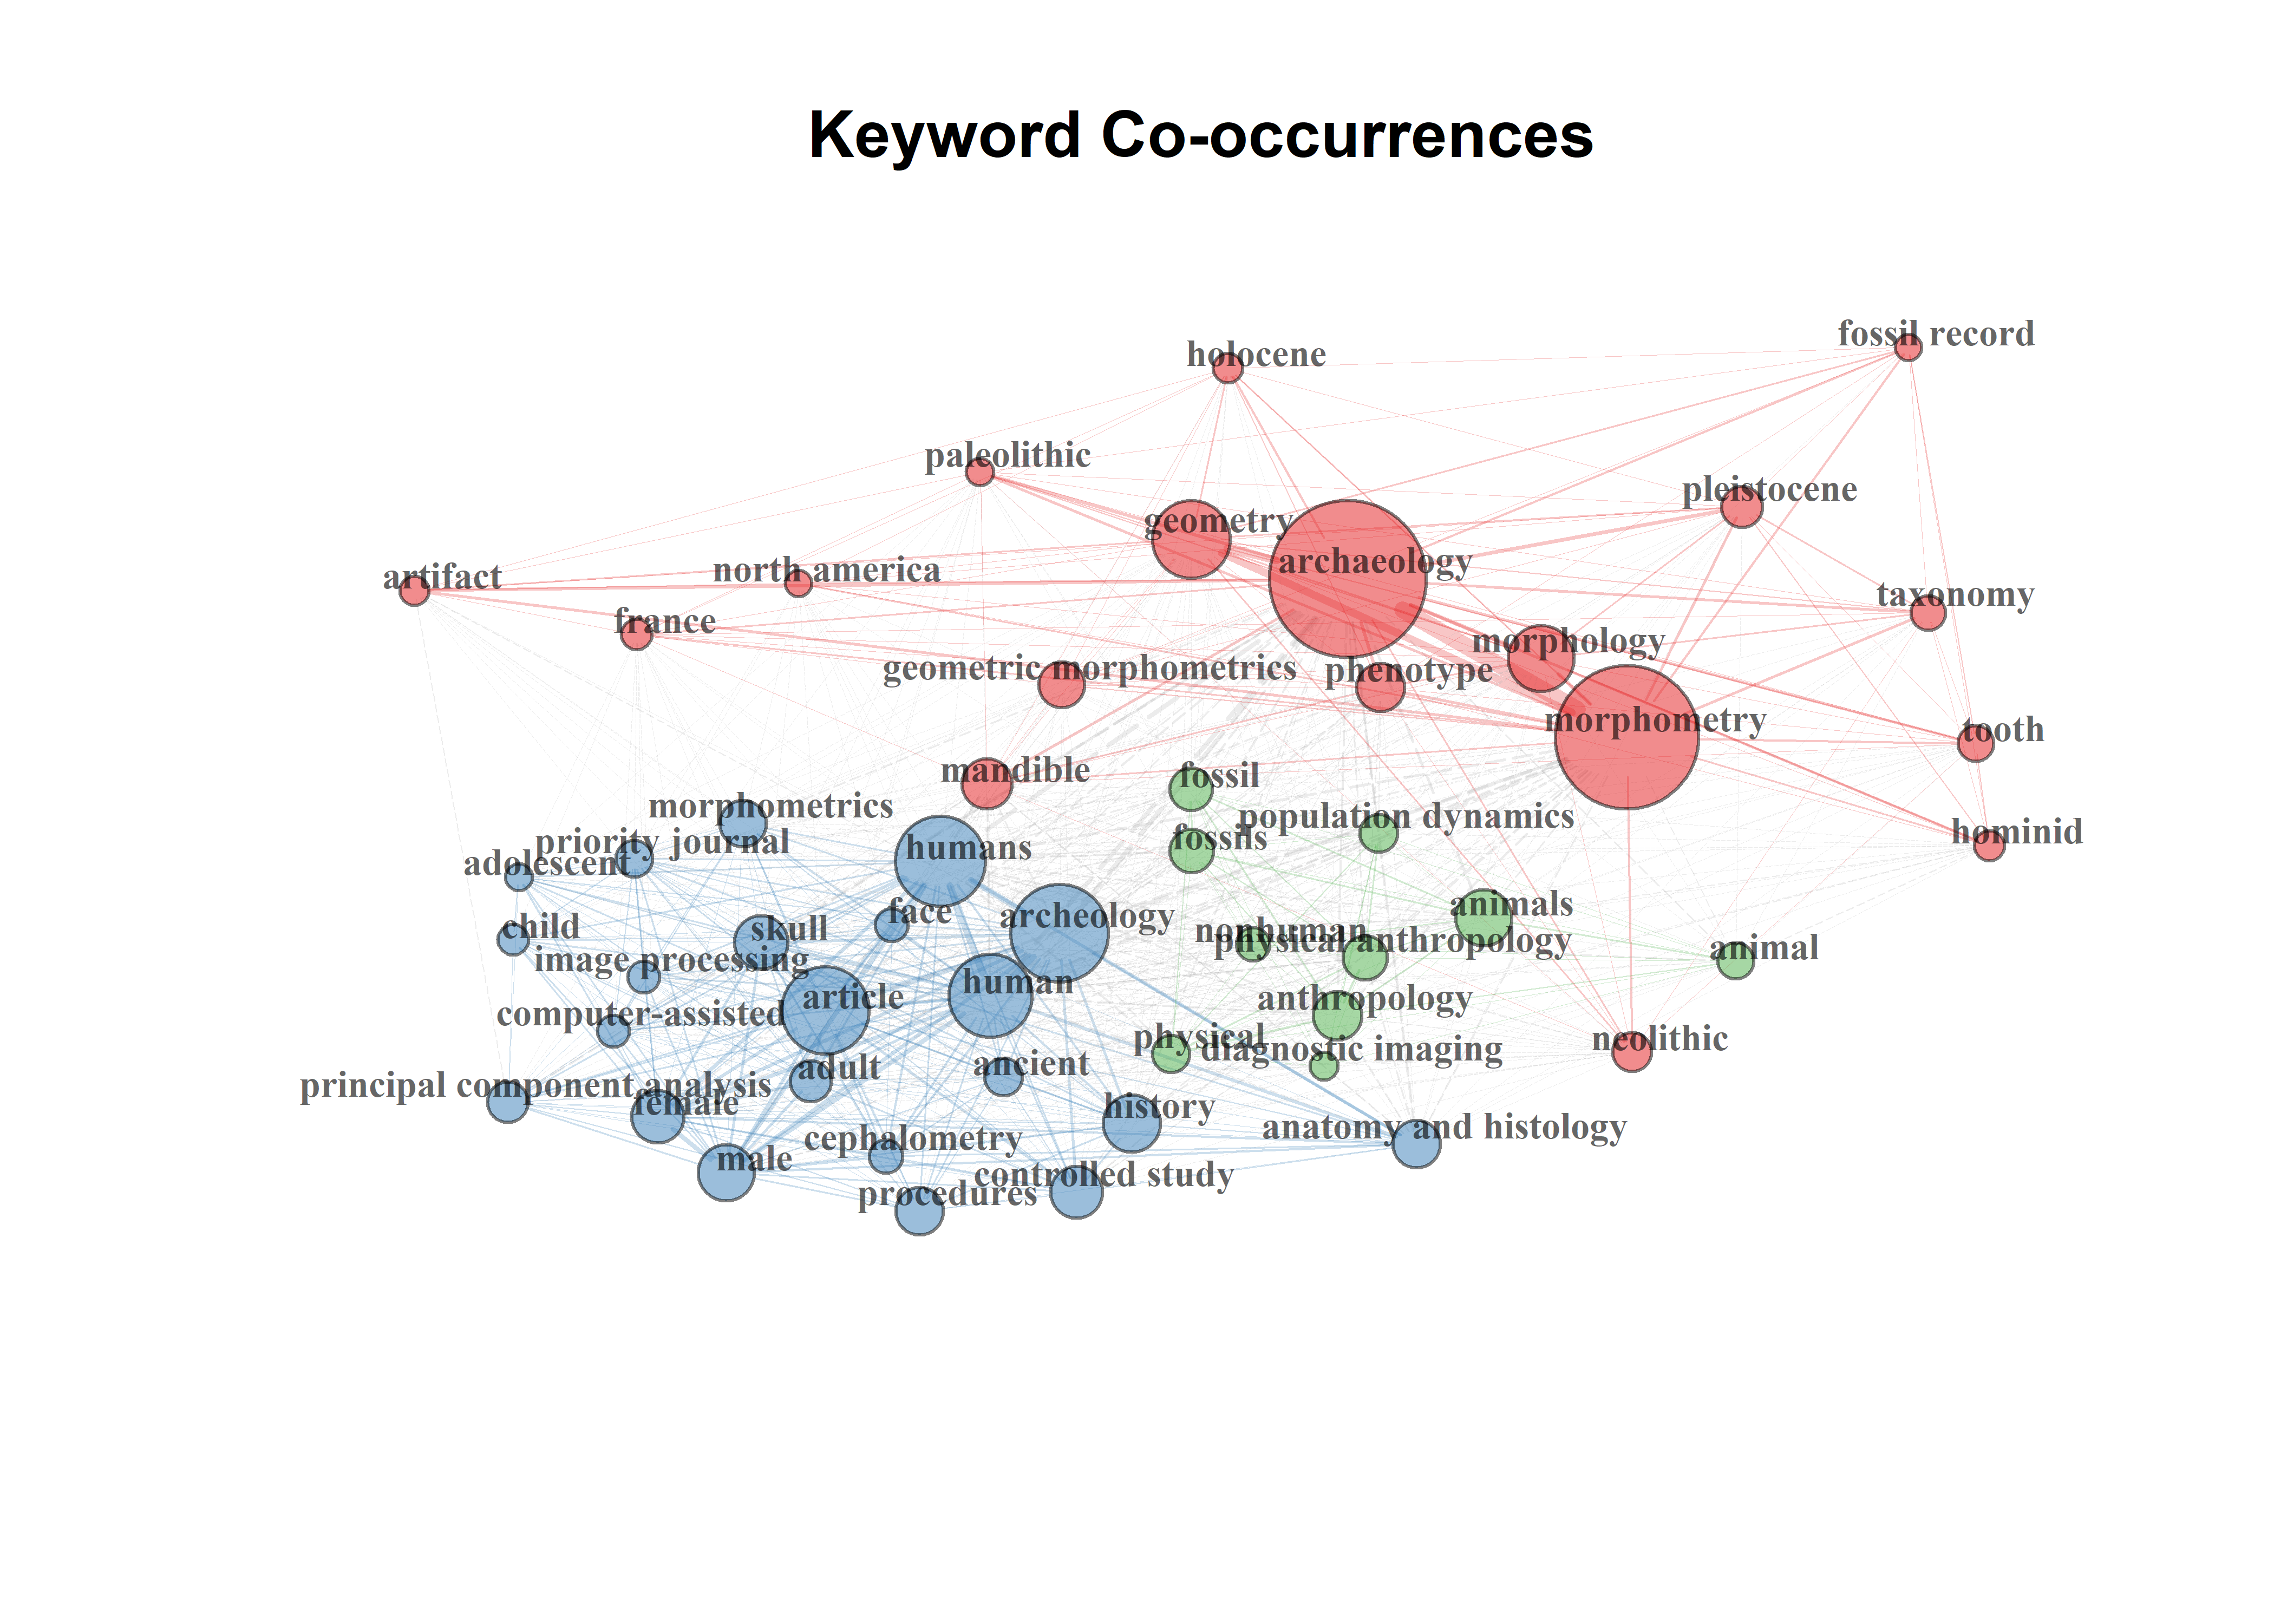 Keyword Co-occurrences
fossil record
holocene
paleolithic
pleistocene
geometry
archaeology
artifact
north america
taxonomy
france
morphology
geometric morphometrics
phenotype
morphometry
tooth
mandible
fossil
morphometrics
population dynamics
priority journal
fossils
hominid
humans
adolescent
face
archeology
animals
child
skull
nonhuman
physical anthropology
animal
image processing
human
article
anthropology
computer-assisted
physical
diagnostic imaging
neolithic
ancient
adult
principal component analysis
female
history
anatomy and histology
cephalometry
male
controlled study
procedures